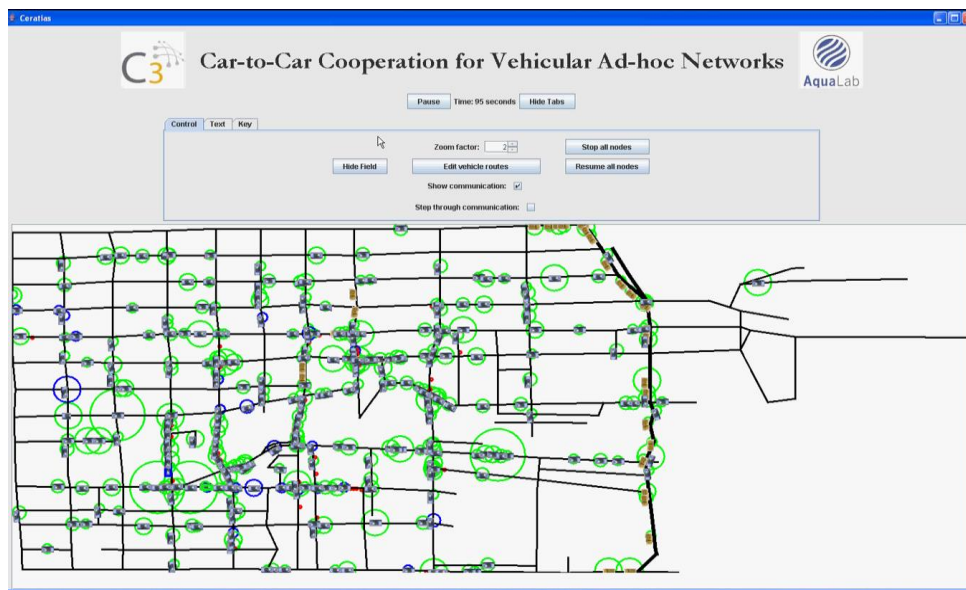 Ceratias
C3
Car-to-Car Cooperation for Vehicular Ad-hoc Networks
AquaLab
Pause Time: 95 seconds Hide Tabs
Control Text Key
Zoom factor: 2 Stop all nodes
Hide Field Edit vehicle routes Resume all nodes
Show communication:
Step through communication: